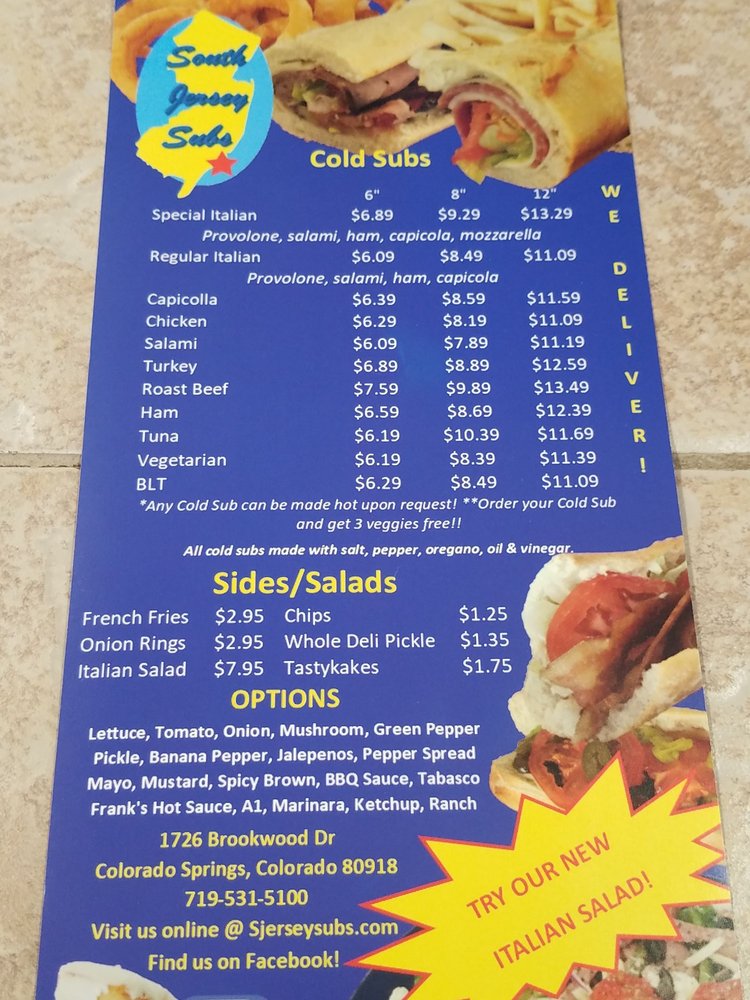 South
Jersey
Subs
Cold Subs
6" 8" 12"
Special Italian $6.89 $9.29 $13.29
Provolone, salami, ham, capicola, mozzarella
Regular Italian $6.09 $8.49 $11.09
Provolone, salami, ham, capicola
Capicolla $6.39 $8.59 $11.59
Chicken $6.29 $8.19 $11.09
Salami $6.09 $7.89 $11.19
Turkey $6.89 $8.89 $12.59
Roast Beef $7.59 $9.89 $13.49
Ham $6.59 $8.69 $12.39
Tuna $6.19 $10.39 $11.69
Vegetarian $6.19 $8.39 $11.39
BLT $6.29 $8.49 $11.09
WE DELIVER!
*Any Cold Sub can be made hot upon request! **Order your Cold Sub
and get 3 veggies free!!
All cold subs made with salt, pepper, oregano, oil & vinegar.
Sides/Salads
French Fries $2.95 Chips $1.25
Onion Rings $2.95 Whole Deli Pickle $1.35
Italian Salad $7.95 Tastykakes $1.75
OPTIONS
Lettuce, Tomato, Onion, Mushroom, Green Pepper
Pickle, Banana Pepper, Jalepenos, Pepper Spread
Mayo, Mustard, Spicy Brown, BBQ Sauce, Tabasco
Frank's Hot Sauce, A1, Marinara, Ketchup, Ranch
1726 Brookwood Dr
Colorado Springs, Colorado 80918
719-531-5100
Visit us online @ Sjerseysubs.com
Find us on Facebook!
TRY OUR NEW
ITALIAN SALAD!